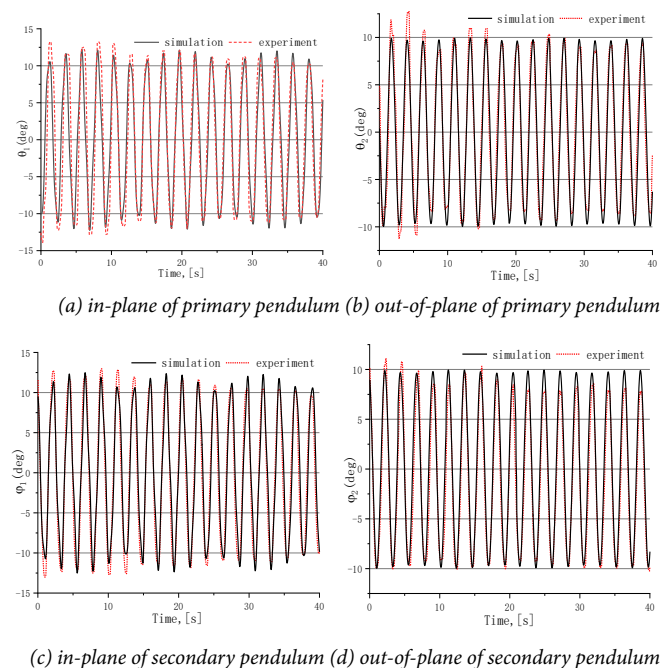 simulation experiment
15
10
5
0
-5
-10
15
θ1(deg)
0 10 20 30 40
Time,[s]
simulation experiment
10
5
0
-5
-10
θ2(deg)
0 10 20 30 40
Time,[s]
(a) in-plane of primary pendulum (b) out-of-plane of primary pendulum
simulation experiment
15
10
5
0
-5
-10
-15
φ1(deg)
0 10 20 30 40
Time,[s]
simulation experiment
10
5
0
-5
-10
φ2(deg)
0 10 20 30 40
Time,[s]
(c) in-plane of secondary pendulum (d) out-of-plane of secondary pendulum